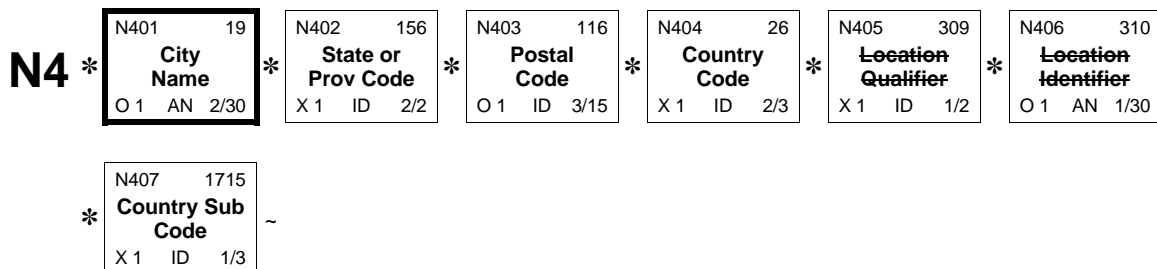 N401 19 N402 156 N403 116 N404 26 N405 309 N406 310
N4 * City Name * State or Prov Code * Postal Code * Country Code * Location Qualifier * Location Identifier
O 1 AN 2/30 X 1 ID 2/2 O 1 ID 3/15 X 1 ID 2/3 X 1 ID 1/2 O 1 AN 1/30
N407 1715
* Country Sub Code ~
X 1 ID 1/3